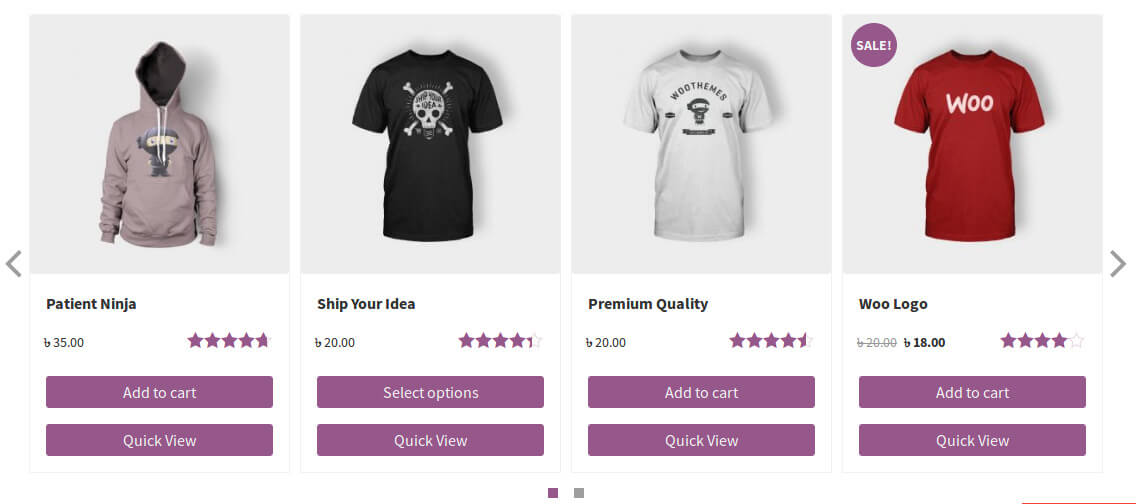 SHIP YOUR
IDEA
WOOTHEMES
SALE!
WOO
Patient Ninja
Ship Your Idea
Premium Quality
Woo Logo
৳ 35.00
৳ 20.00
৳ 20.00
৳ 20.00 ৳ 18.00
Add to cart
Select options
Add to cart
Add to cart
Quick View
Quick View
Quick View
Quick View